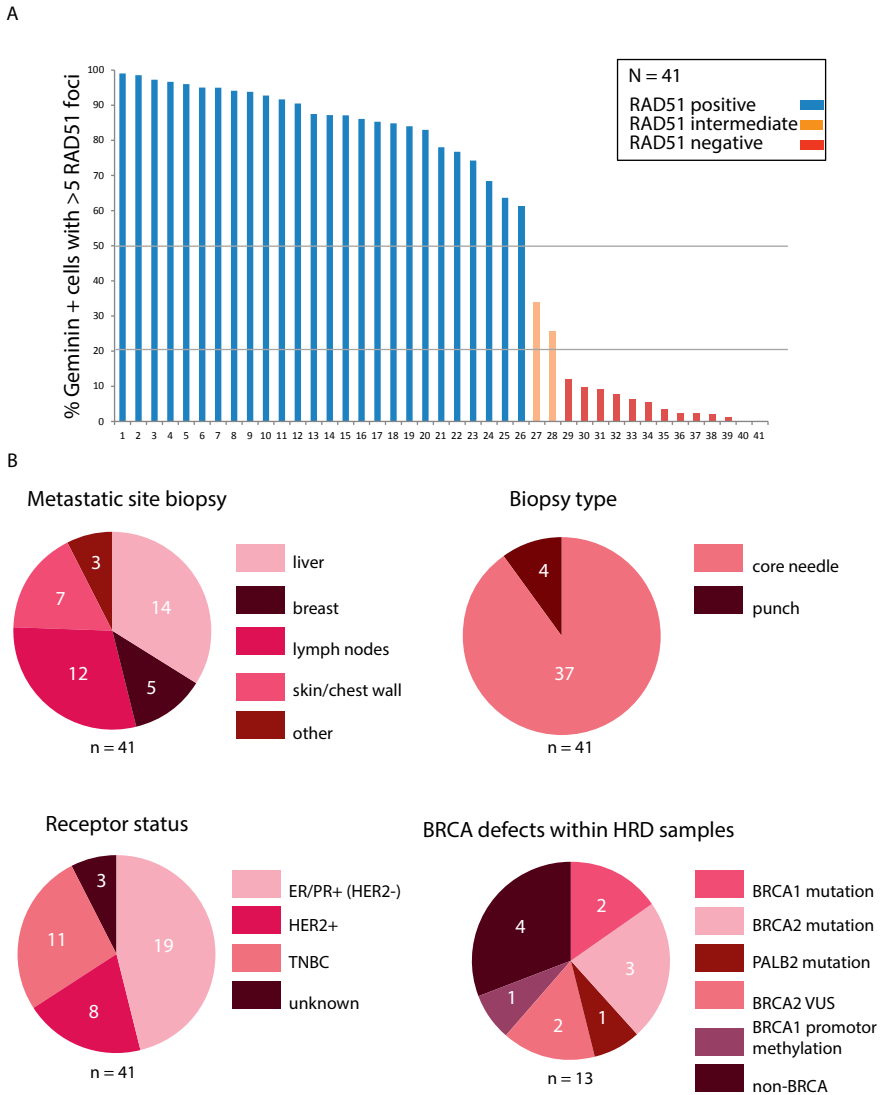 A
% Geminin + cells with >5 RAD51 foci
100
90
80
70
60
50
40
30
20
10
0
1 2 3 4 5 6 7 8 9 10 11 12 13 14 15 16 17 18 19 20 21 22 23 24 25 26 27 28 29 30 31 32 33 34 35 36 37 38 39 40 41
N = 41
RAD51 positive
RAD51 intermediate
RAD51 negative
B
Metastatic site biopsy
3
14
7
12
5
n = 41
liver
breast
lymph nodes
skin/chest wall
other
Biopsy type
4
37
n = 41
core needle
punch
Receptor status
3
19
11
8
n = 41
ER/PR+ (HER2-)
HER2+
TNBC
unknown
BRCA defects within HRD samples
2
4
3
1
2
1
n = 13
BRCA1 mutation
BRCA2 mutation
PALB2 mutation
BRCA2 VUS
BRCA1 promotor
methylation
non-BRCA